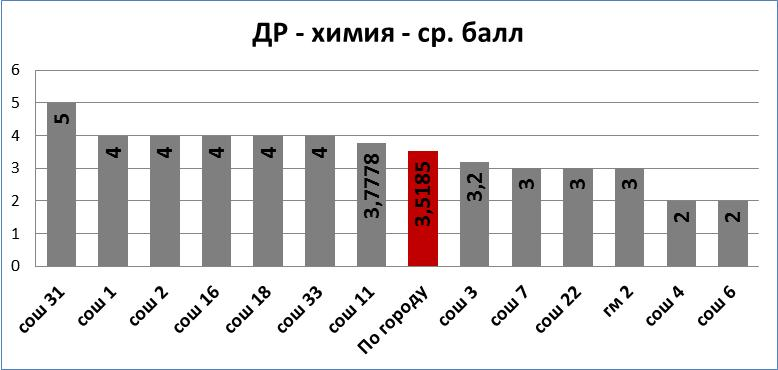 ДР - химия - ср. балл
6
5
4
3
2
1
0
5
4
4
4
4
4
3,7778
3,5185
3,2
3
3
3
2
2
сош 31
сош 1
сош 2
сош 16
сош 18
сош 33
сош 11
По городу
сош 3
сош 7
сош 22
гм 2
сош 4
сош 6